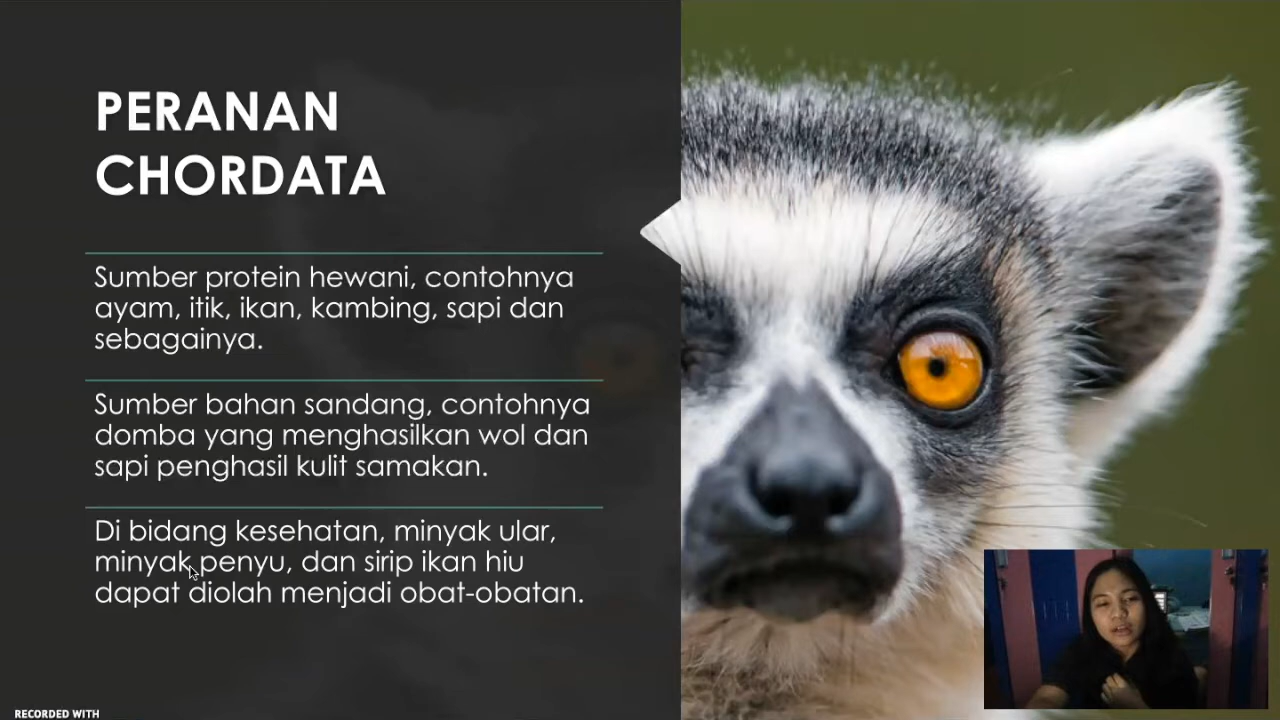 PERANAN
CHORDATA
Sumber protein hewani, contohnya
ayam, itik, ikan, kambing, sapi dan
sebagainya.
Sumber bahan sandang, contohnya
domba yang menghasilkan wol dan
sapi penghasil kulit samakan.
Di bidang kesehatan, minyak ular,
minyak penyu, dan sirip ikan hiu
dapat diolah menjadi obat-obatan.
RECORDED WITH